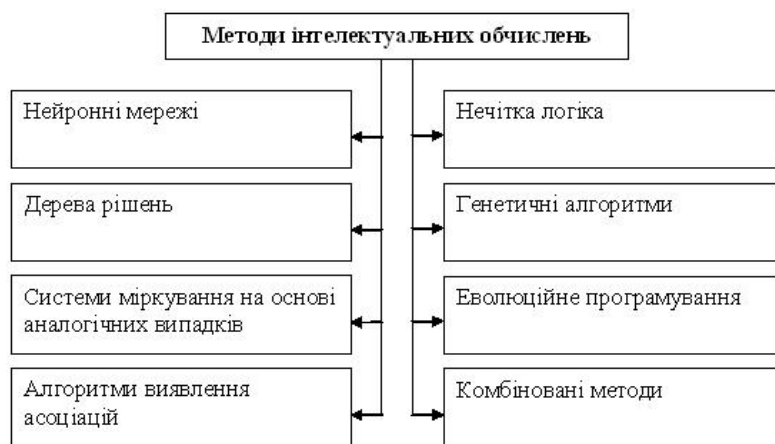 Методи інтелектуальних обчислень
Нейронні мережі
Нечітка логіка
Дерева рішень
Генетичні алгоритми
Системи міркування на основі
аналогічних випадків
Еволюційне програмування
Алгоритми виявлення
асоціацій
Комбіновані методи